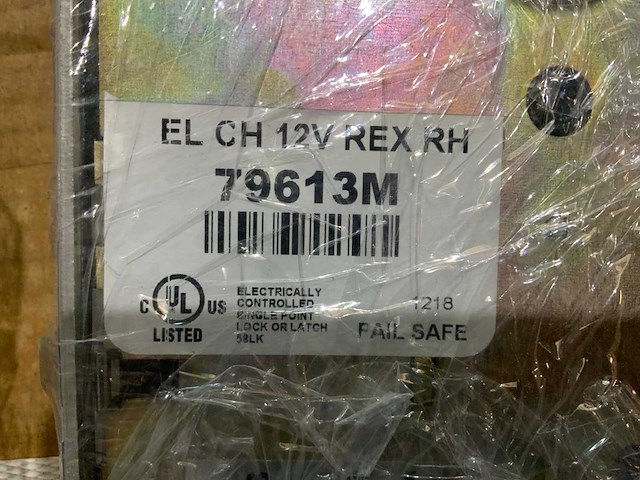 EL CH 12V REX RH
79613M
C UL US
LISTED
ELECTRICALLY
CONTROLLED
SINGLE POINT
LOCK OR LATCH
58LK
1218
FAIL SAFE